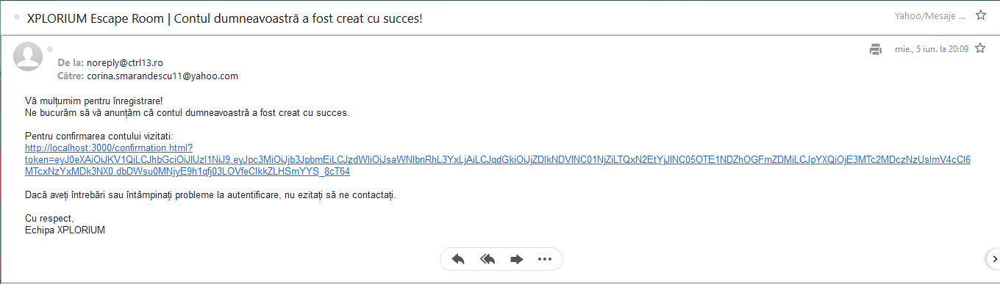 XPLORIUM Escape Room | Contul dumneavoastră a fost creat cu succes!
Yahoo/Mesaje ...
De la: noreply@ctrl13.ro
mie., 5 iun. la 20:09
Către: corina.smarandescu11@yahoo.com
Vă mulțumim pentru înregistrare!
Ne bucurăm să vă anunțăm că contul dumneavoastră a fost creat cu succes.
Pentru confirmarea contului vizitati:
http://localhost:3000/confirmation.html?
token=eyJ0eXAiOiJKV1QiLCJhbGciOiJIUzI1NiJ9.eyJpc3MiOiJjb3JpbmEiLCJzdWIiOiJsaWNlbnRhL3YxLjAiLCJqdGkiOiJjZDlkNDVlNC01NjZiLTQxN2EtYjJlNC05OTE1NDZhOGFmZDMiLCJpYXQiOjE3MTc2MDczNzUsImV4cCI6
MTcxNzYxMDk3NX0.dbDWsu0MNjyE9h1qfj03LOVfeCIkkZLHSmYYS_8cT64
Dacă aveți întrebări sau întâmpinați probleme la autentificare, nu ezitați să ne contactați.
Cu respect,
Echipa XPLORIUM